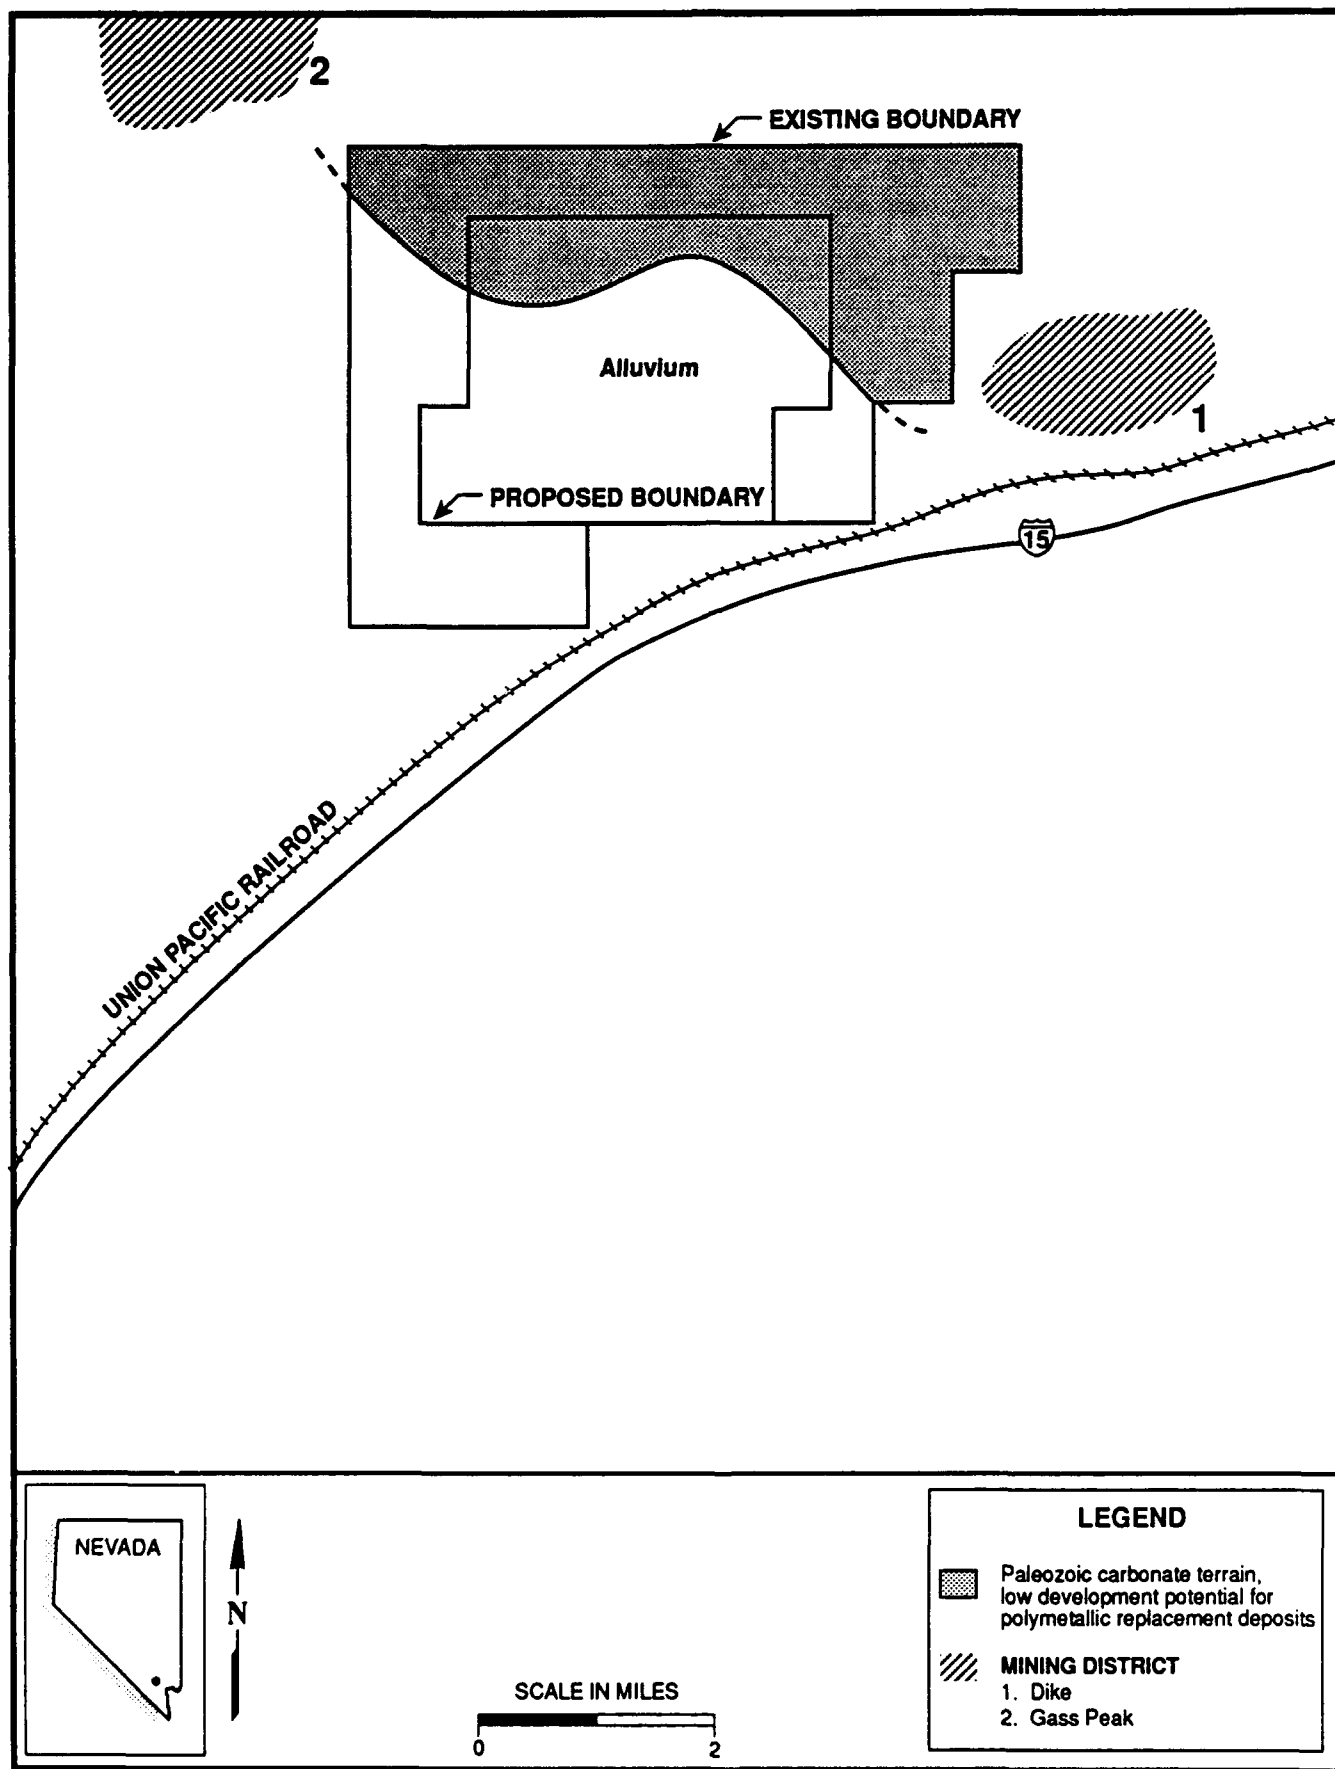 2
EXISTING BOUNDARY
Alluvium
1
PROPOSED BOUNDARY
15
UNION PACIFIC RAILROAD
NEVADA
N
SCALE IN MILES
0 2
LEGEND
Paleozoic carbonate terrain,
low development potential for
polymetallic replacement deposits
MINING DISTRICT
1. Dike
2. Gass Peak